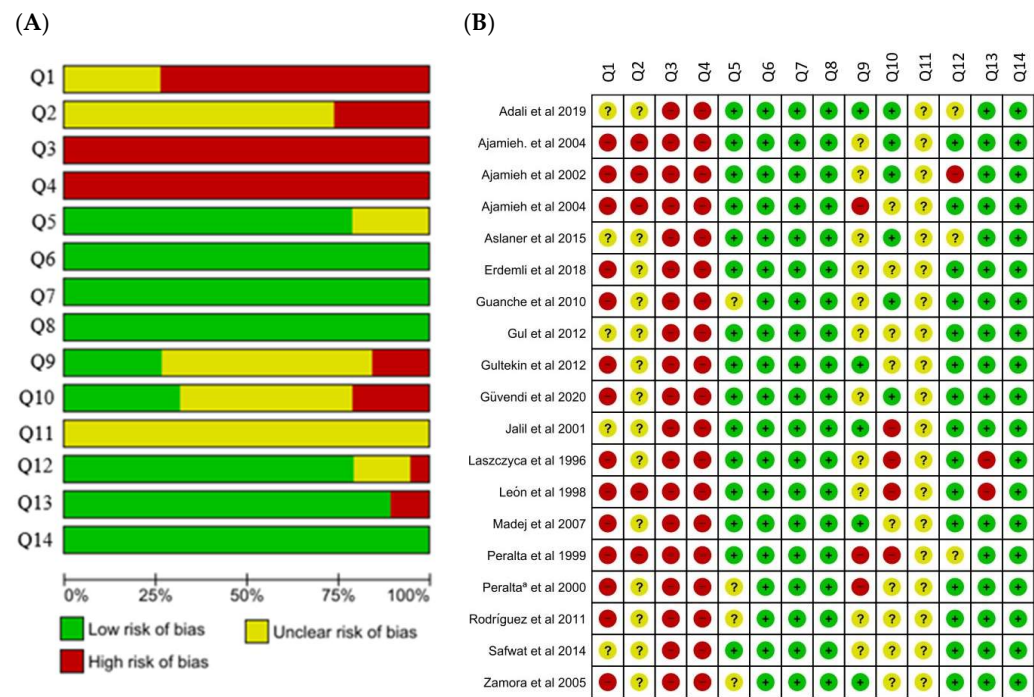 (A)
Q1
Q2
Q3
Q4
Q5
Q6
Q7
Q8
Q9
Q10
Q11
Q12
Q13
Q14
0% 25% 50% 75% 100%
Low risk of bias Unclear risk of bias
High risk of bias
(B)
Q1 Q2 Q3 Q4 Q5 Q6 Q7 Q8 Q9 Q10 Q11 Q12 Q13 Q14
Adali et al 2019 ? ? - - + + + + + + ? ? + +
Ajamieh. et al 2004 - - - - + + + + ? + ? + + +
Ajamieh et al 2002 - - - - + + + + ? + ? - + +
Ajamieh et al 2004 - - - - + + + + - ? ? + + +
Aslaner et al 2015 ? ? - - + + + + ? + ? ? + +
Erdemli et al 2018 - ? - - + + + + ? ? ? + + +
Guanche et al 2010 - ? - - ? + + + ? + ? + + +
Gul et al 2012 ? ? - - + + + + ? ? ? + + +
Gultekin et al 2012 - ? - - + + + + + ? ? + + +
Güvendi et al 2020 - ? - - + + + + ? + ? + + +
Jalil et al 2001 ? ? - - + + + + + - ? + + +
Laszczyca et al 1996 - ? - - + + + + ? - ? + - +
León et al 1998 - - - - + + + + ? - ? + - +
Madej et al 2007 - ? - - + + + + + ? ? + + +
Peralta et al 1999 - - - - + + + + - - ? ? + +
Peraltaª et al 2000 - ? - - ? + + + - ? ? + + +
Rodríguez et al 2011 - ? - - ? + + + ? ? ? + + +
Safwat et al 2014 ? ? - - + + + + ? ? ? + + +
Zamora et al 2005 - ? - - ? + + + + ? ? + + +